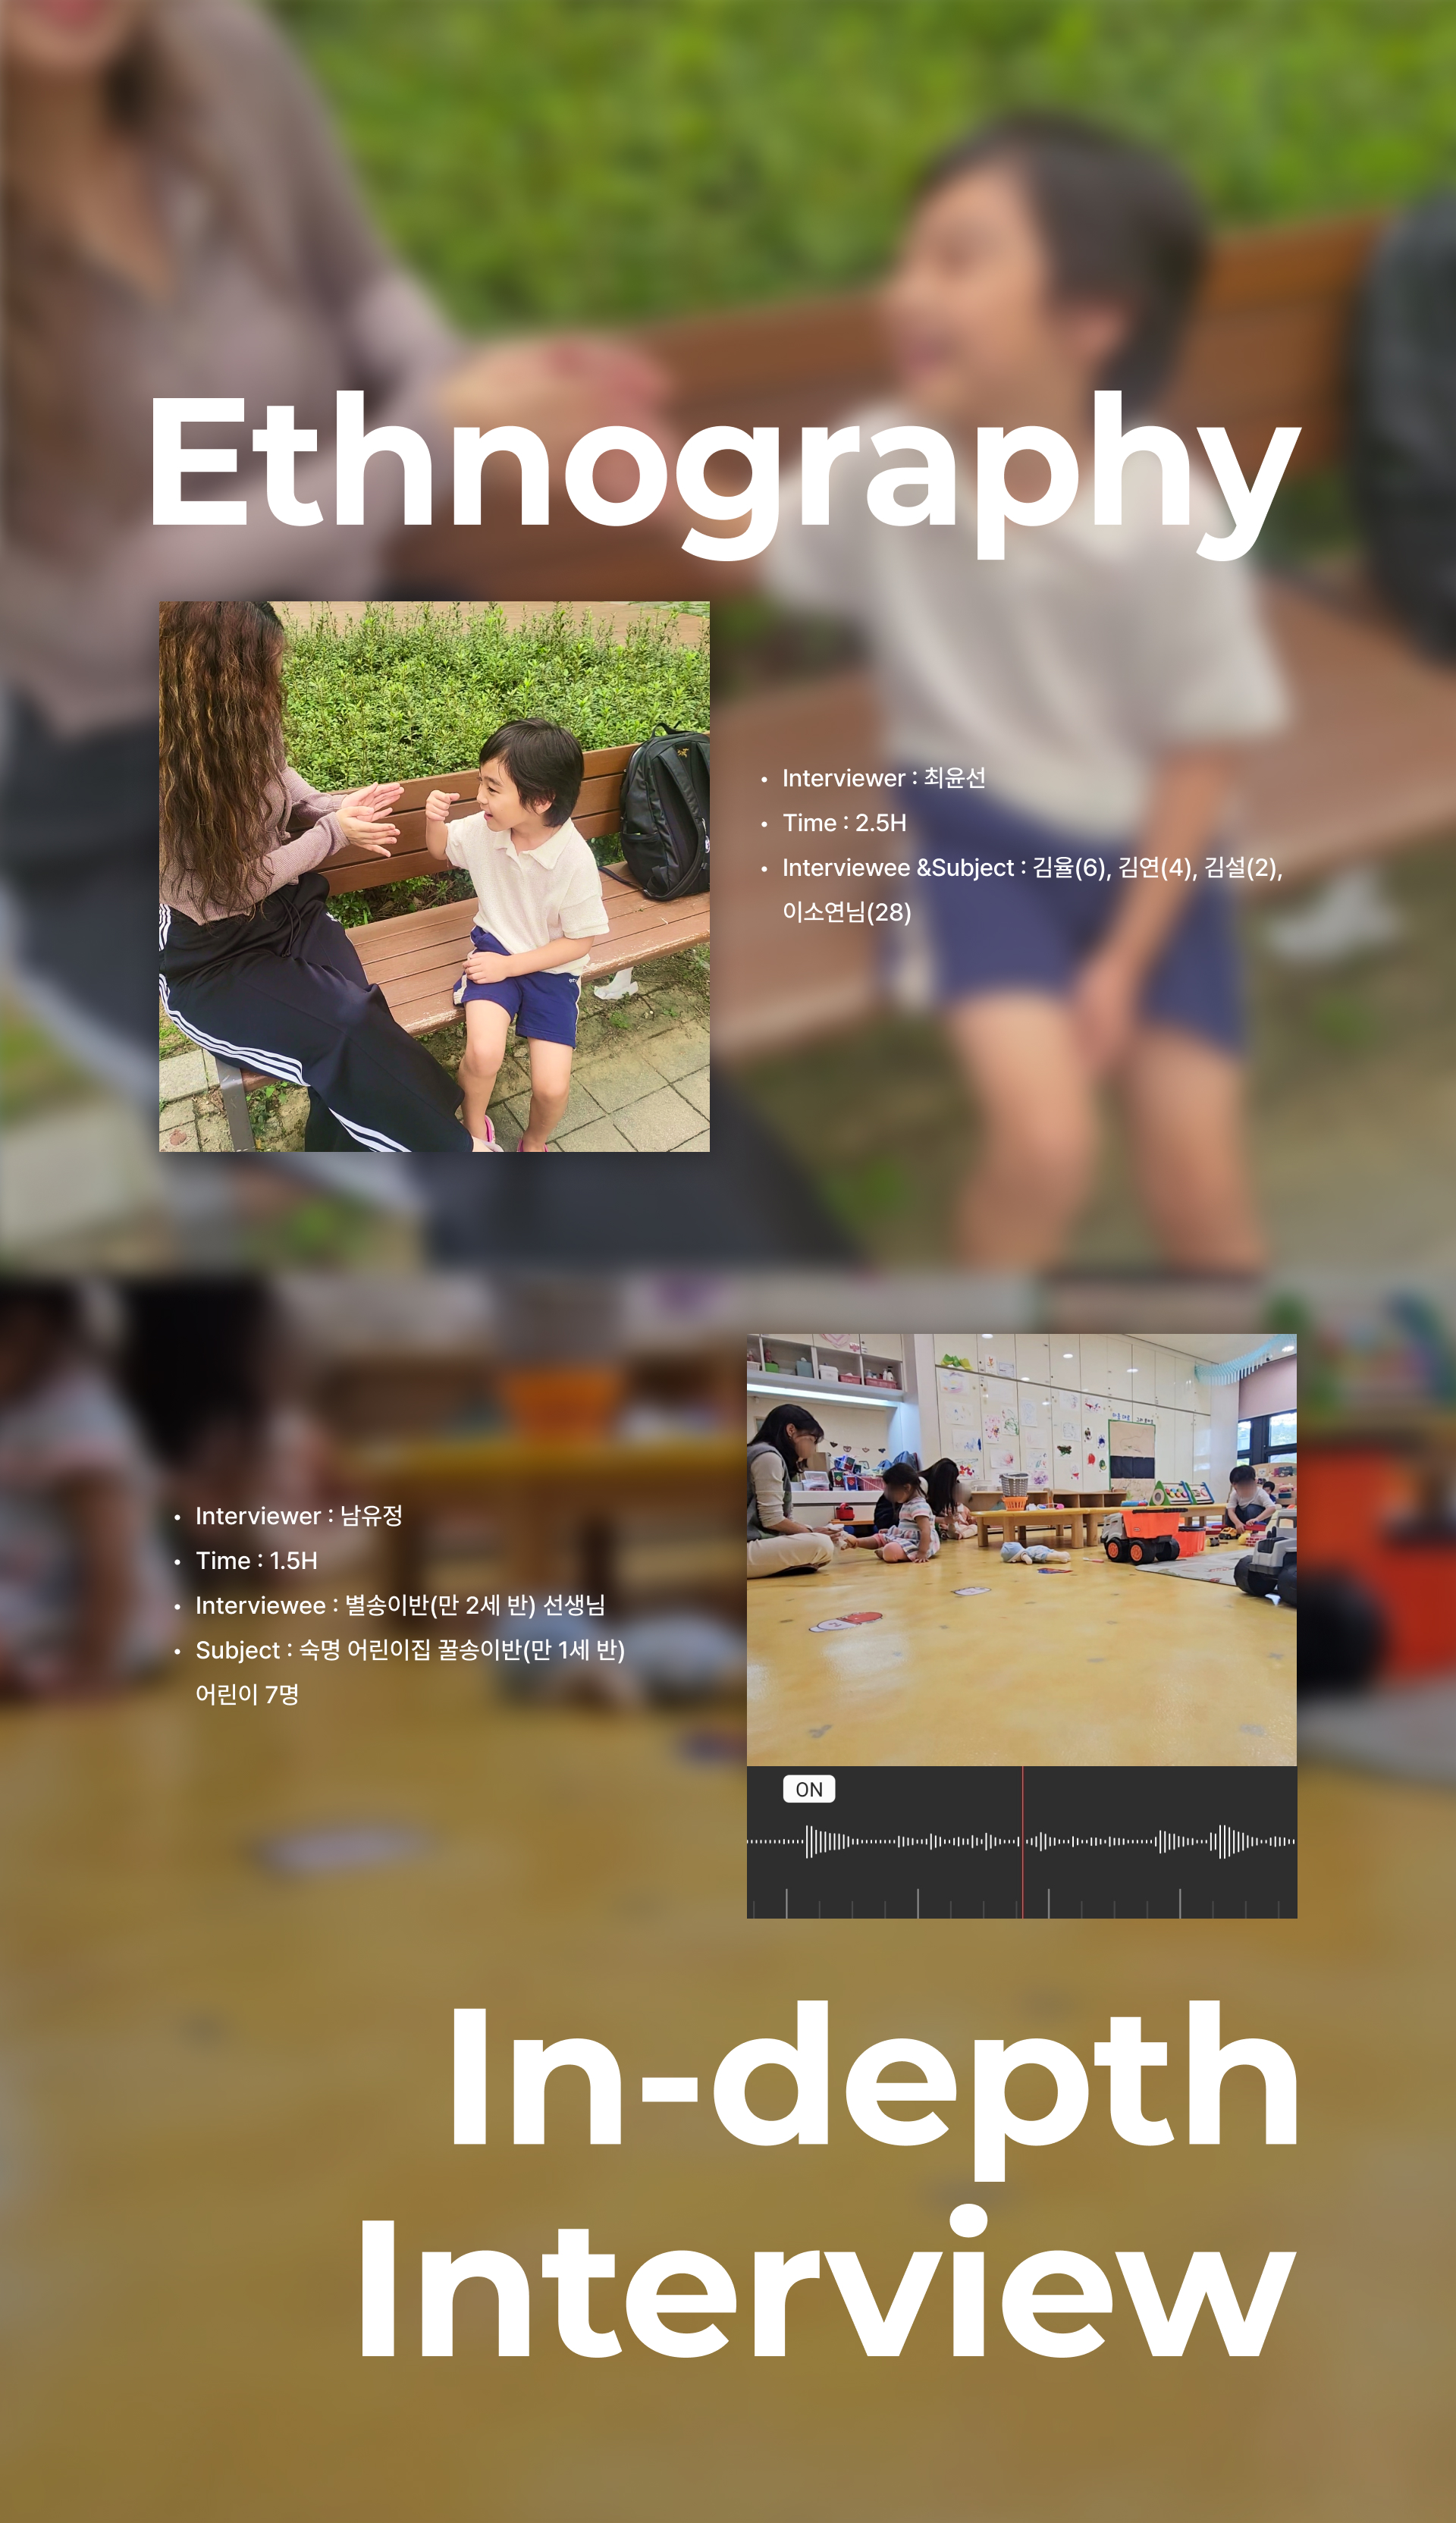 Ethnography
• Interviewer : 최윤선
• Time : 2.5H
• Interviewee &Subject : 김율(6), 김연(4), 김설(2),
이소연님(28)
• Interviewer : 남유정
• Time : 1.5H
• Interviewee : 별송이반(만 2세 반) 선생님
• Subject : 숙명 어린이집 꿀송이반(만 1세 반)
어린이 7명
ON
In-depth
Interview